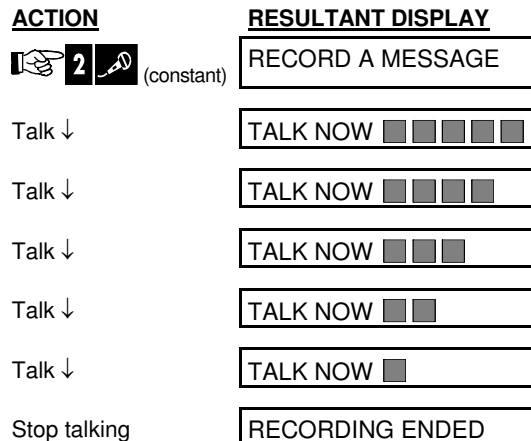 ACTION RESULTANT DISPLAY
2 (constant) RECORD A MESSAGE
Talk ↓ TALK NOW
Talk ↓ TALK NOW
Talk ↓ TALK NOW
Talk ↓ TALK NOW
Talk ↓ TALK NOW
Stop talking RECORDING ENDED